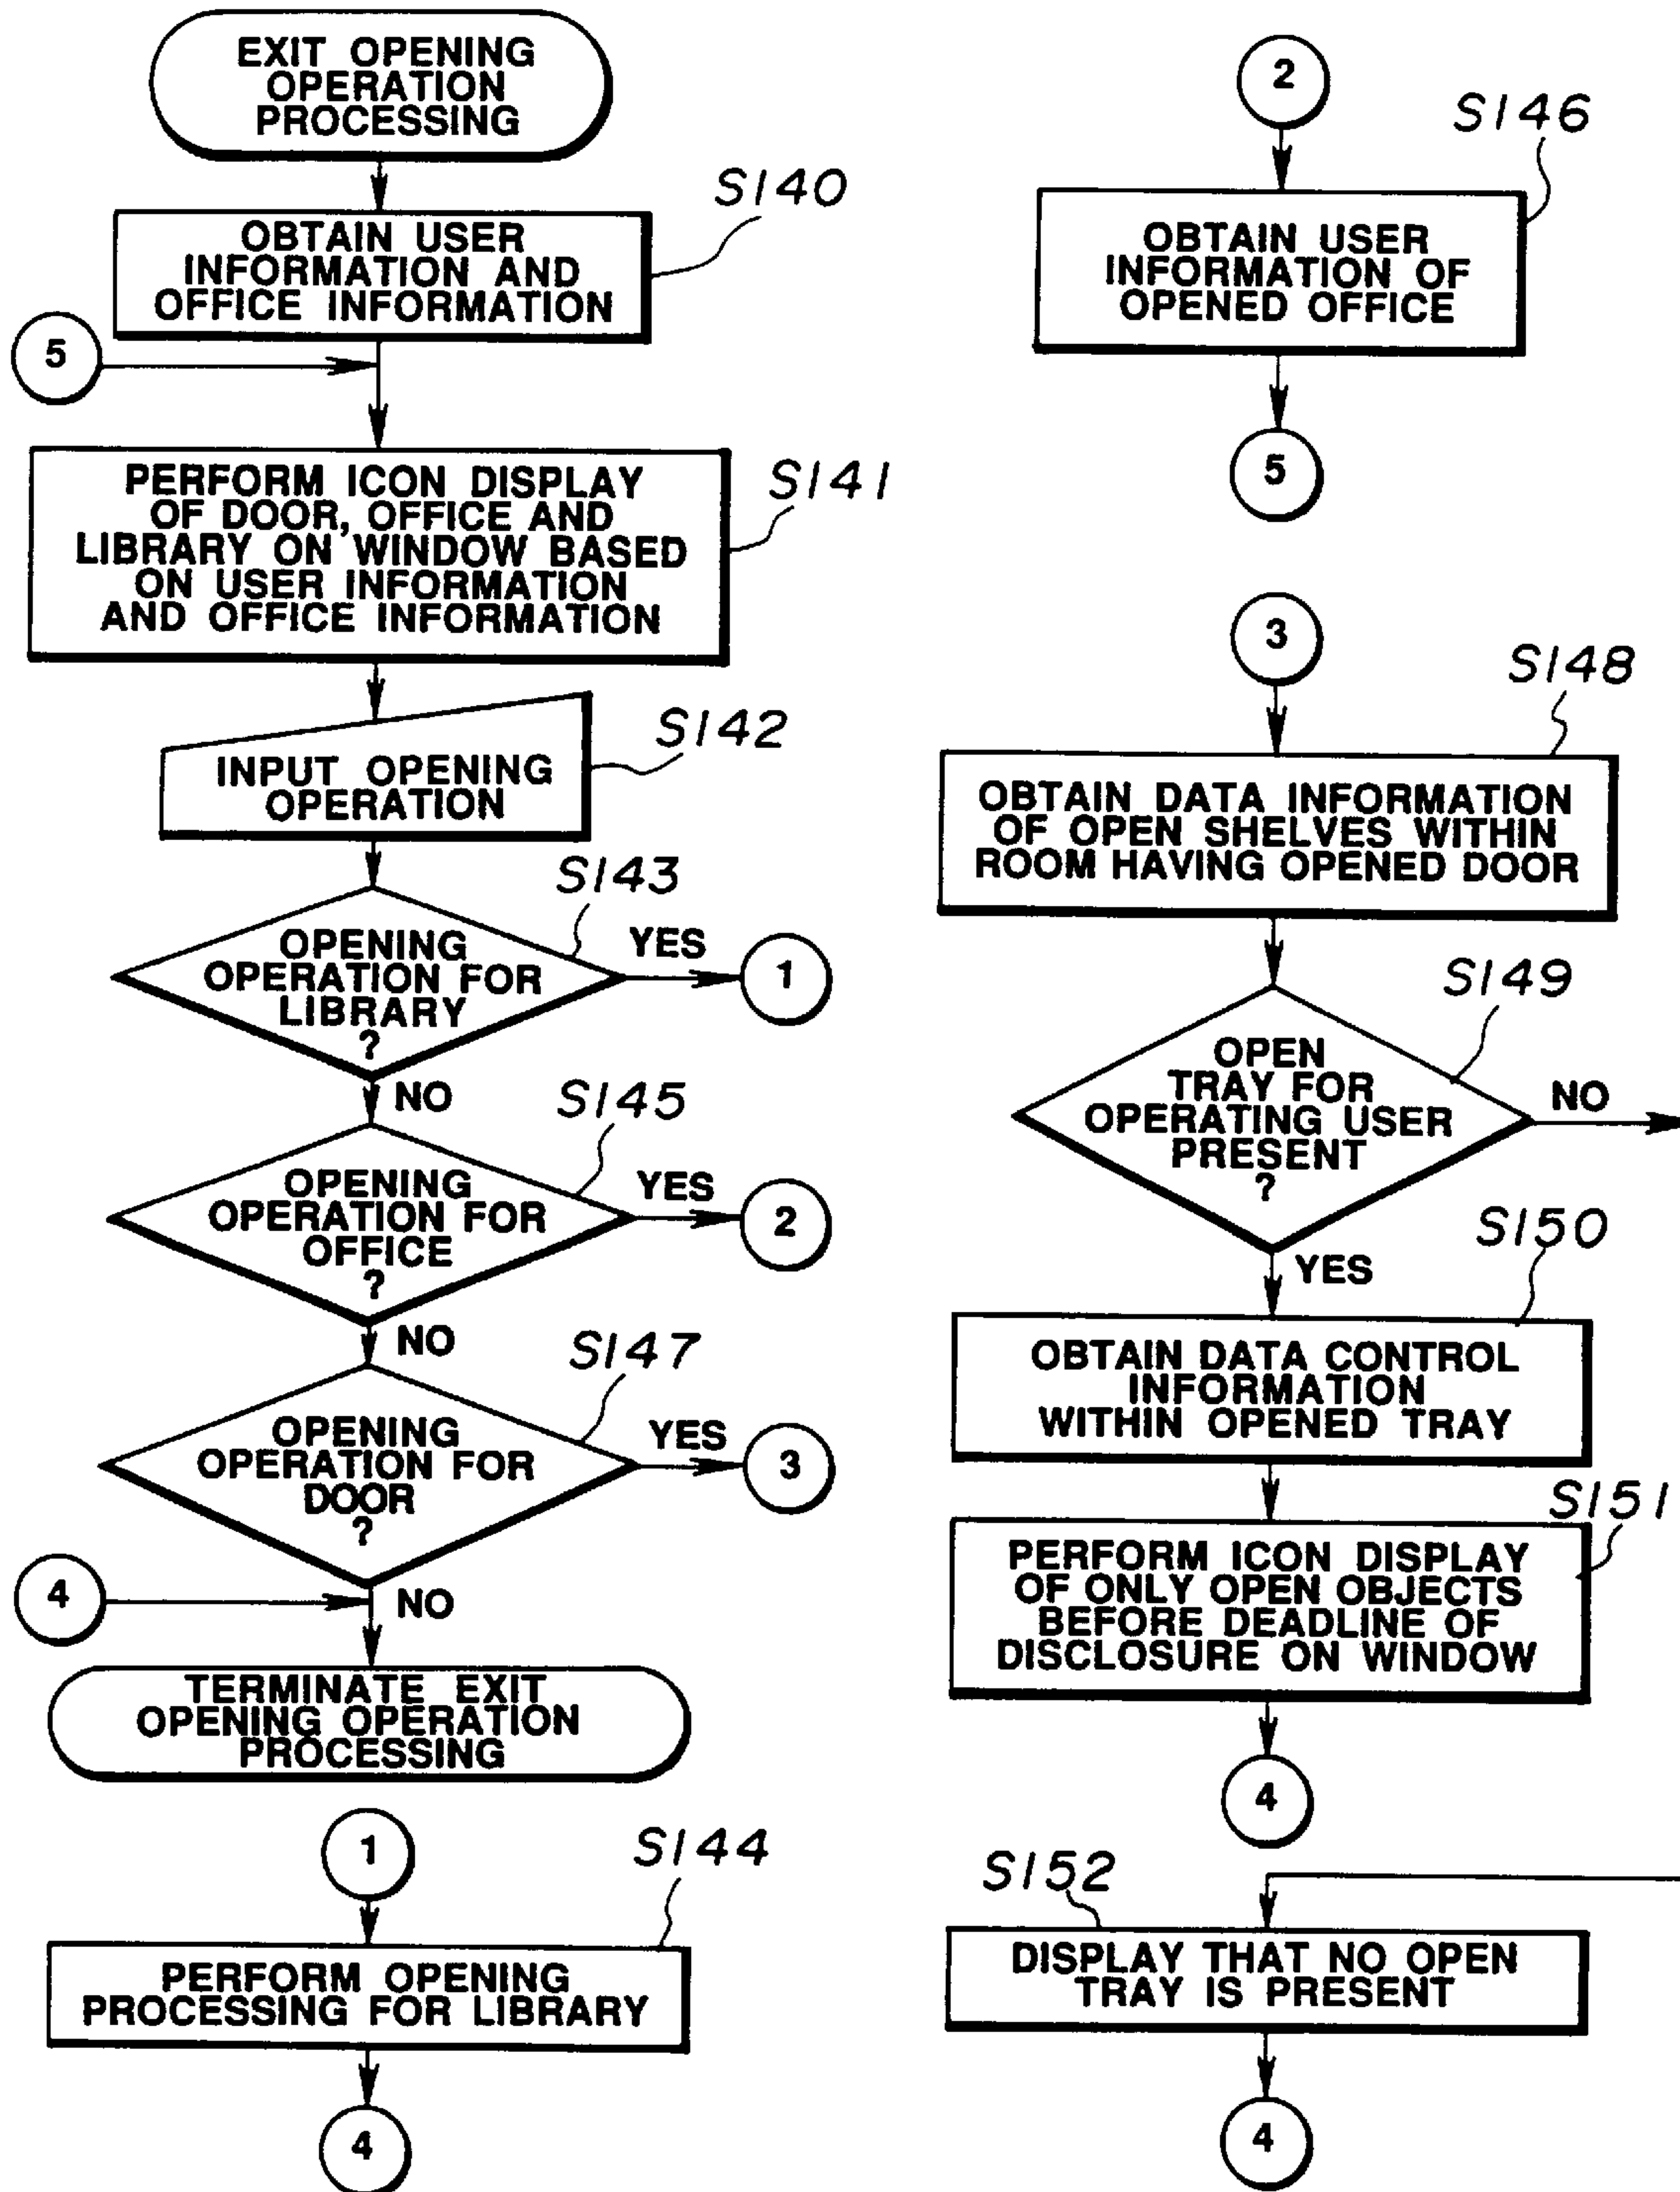 EXIT OPENING
OPERATION
PROCESSING
S140
OBTAIN USER
INFORMATION AND
OFFICE INFORMATION
5
S141
PERFORM ICON DISPLAY
OF DOOR, OFFICE AND
LIBRARY ON WINDOW BASED
ON USER INFORMATION
AND OFFICE INFORMATION
S142
INPUT OPENING
OPERATION
S143
OPENING
OPERATION FOR
LIBRARY
?
YES
1
NO
S145
OPENING
OPERATION FOR
OFFICE
?
YES
2
NO
S147
OPENING
OPERATION FOR
DOOR
?
YES
3
4
NO
TERMINATE EXIT
OPENING OPERATION
PROCESSING
1
S144
PERFORM OPENING
PROCESSING FOR LIBRARY
4
2
S146
OBTAIN USER
INFORMATION OF
OPENED OFFICE
5
3
S148
OBTAIN DATA INFORMATION
OF OPEN SHELVES WITHIN
ROOM HAVING OPENED DOOR
S149
OPEN
TRAY FOR
OPERATING USER
PRESENT
?
NO
YES
S150
OBTAIN DATA CONTROL
INFORMATION
WITHIN OPENED TRAY
S151
PERFORM ICON DISPLAY
OF ONLY OPEN OBJECTS
BEFORE DEADLINE OF
DISCLOSURE ON WINDOW
4
S152
DISPLAY THAT NO OPEN
TRAY IS PRESENT
4